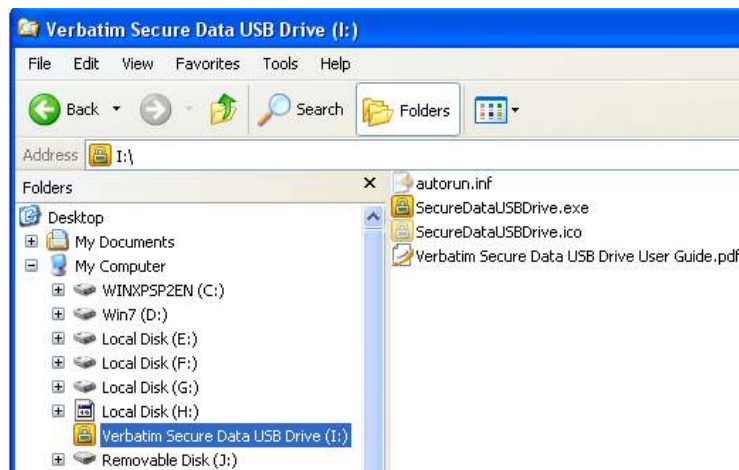 Verbatim Secure Data USB Drive (I:)
File Edit View Favorites Tools Help
Back Search Folders
Address I:\
Folders
Desktop
My Documents
My Computer
WINXPSP2EN (C:)
Win7 (D:)
Local Disk (E:)
Local Disk (F:)
Local Disk (G:)
Local Disk (H:)
Verbatim Secure Data USB Drive (I:)
Removable Disk (J:)
autorun.inf
SecureDataUSBDrive.exe
SecureDataUSBDrive.ico
Verbatim Secure Data USB Drive User Guide.pdf